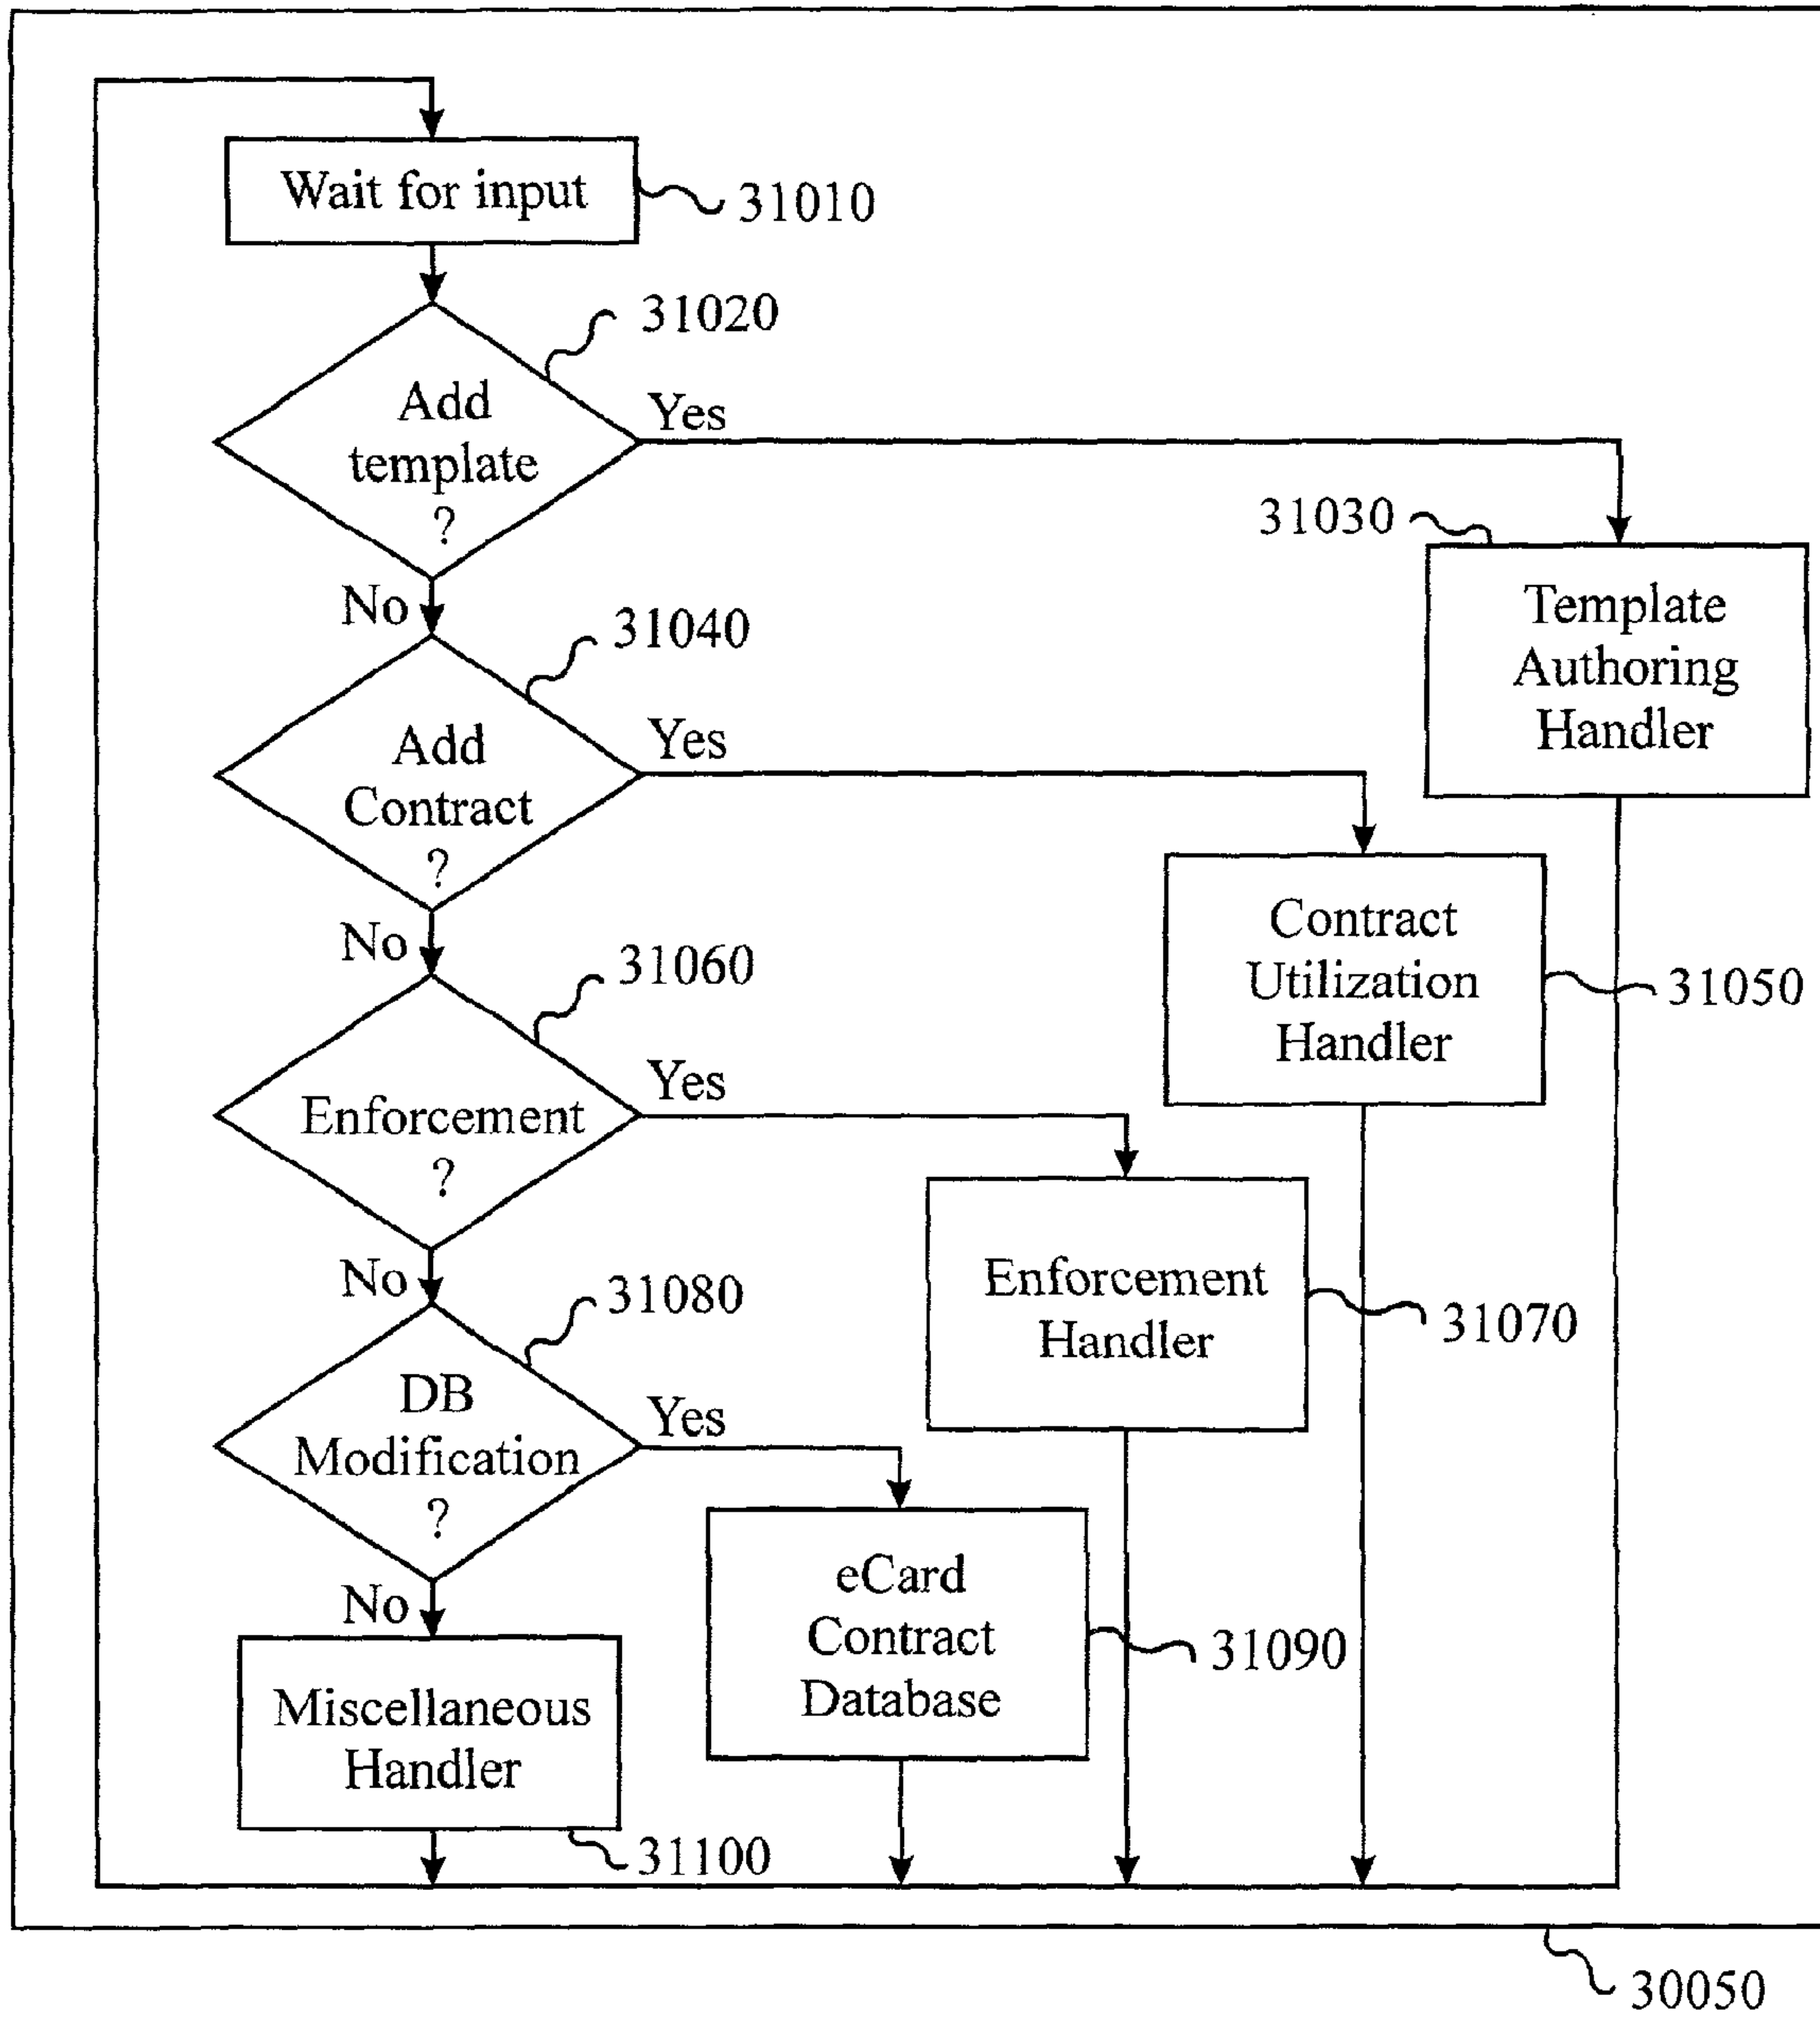 Wait for input
31010
31020
Add
template
?
Yes
No
31030
Template
Authoring
Handler
31040
Add
Contract
?
Yes
No
Contract
Utilization
Handler
31050
31060
Enforcement
?
Yes
No
Enforcement
Handler
31070
31080
DB
Modification
?
Yes
No
eCard
Contract
Database
31090
Miscellaneous
Handler
31100
30050